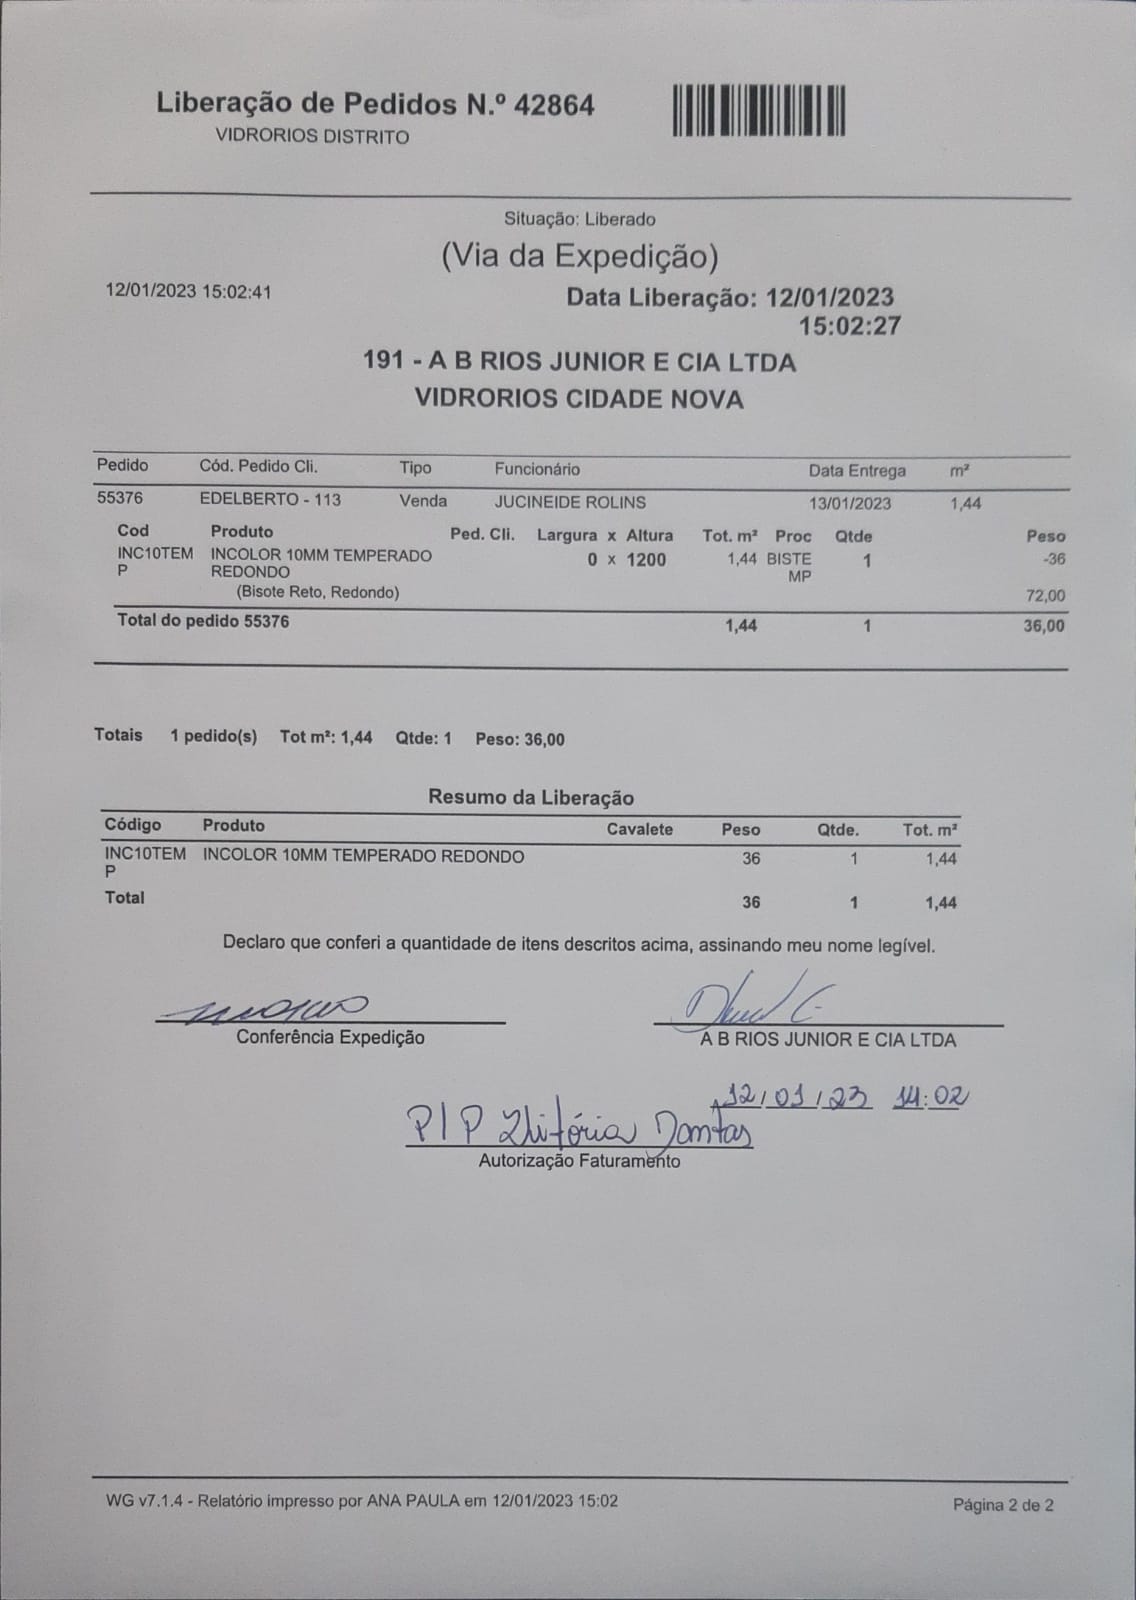 Liberação de Pedidos N.º 42864
VIDRORIOS DISTRITO
Situação: Liberado
(Via da Expedição)
12/01/2023 15:02:41
Data Liberação: 12/01/2023
15:02:27
191 - A B RIOS JUNIOR E CIA LTDA
VIDRORIOS CIDADE NOVA
Pedido Cód. Pedido Cli. Tipo Funcionário Data Entrega m²
55376 EDELBERTO - 113 Venda JUCINEIDE ROLINS 13/01/2023 1,44
Cod Produto Ped. Cli. Largura x Altura Tot. m² Proc Qtde Peso
INC10TEM INCOLOR 10MM TEMPERADO 0 x 1200 1,44 BISTE 1 -36
P REDONDO MP
(Bisote Reto, Redondo) 72,00
Total do pedido 55376 1,44 1 36,00
Totais 1 pedido(s) Tot m²: 1,44 Qtde: 1 Peso: 36,00
Resumo da Liberação
Código Produto Cavalete Peso Qtde. Tot. m²
INC10TEM INCOLOR 10MM TEMPERADO REDONDO 36 1 1,44
P
Total 36 1 1,44
Declaro que conferi a quantidade de itens descritos acima, assinando meu nome legível.
Conferência Expedição A B RIOS JUNIOR E CIA LTDA
12/01/23 14:02
P/P Dantas
Autorização Faturamento
WG v7.1.4 - Relatório impresso por ANA PAULA em 12/01/2023 15:02
Página 2 de 2